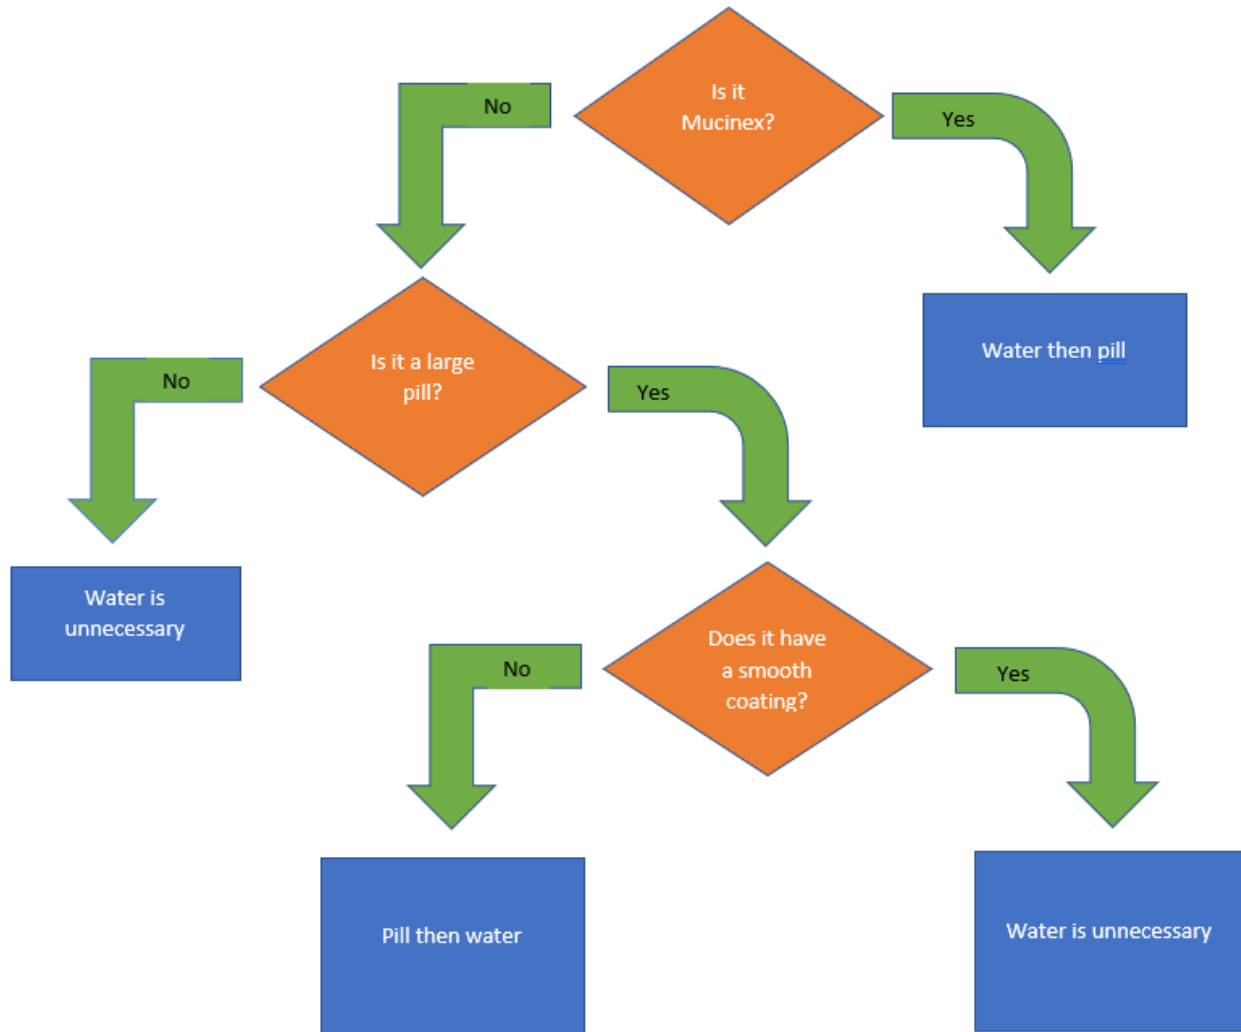 Is it
Mucinex?
No
Yes
Water then pill
Is it a large
pill?
No
Yes
Water is
unnecessary
Does it have
a smooth
coating?
No
Yes
Pill then water
Water is unnecessary